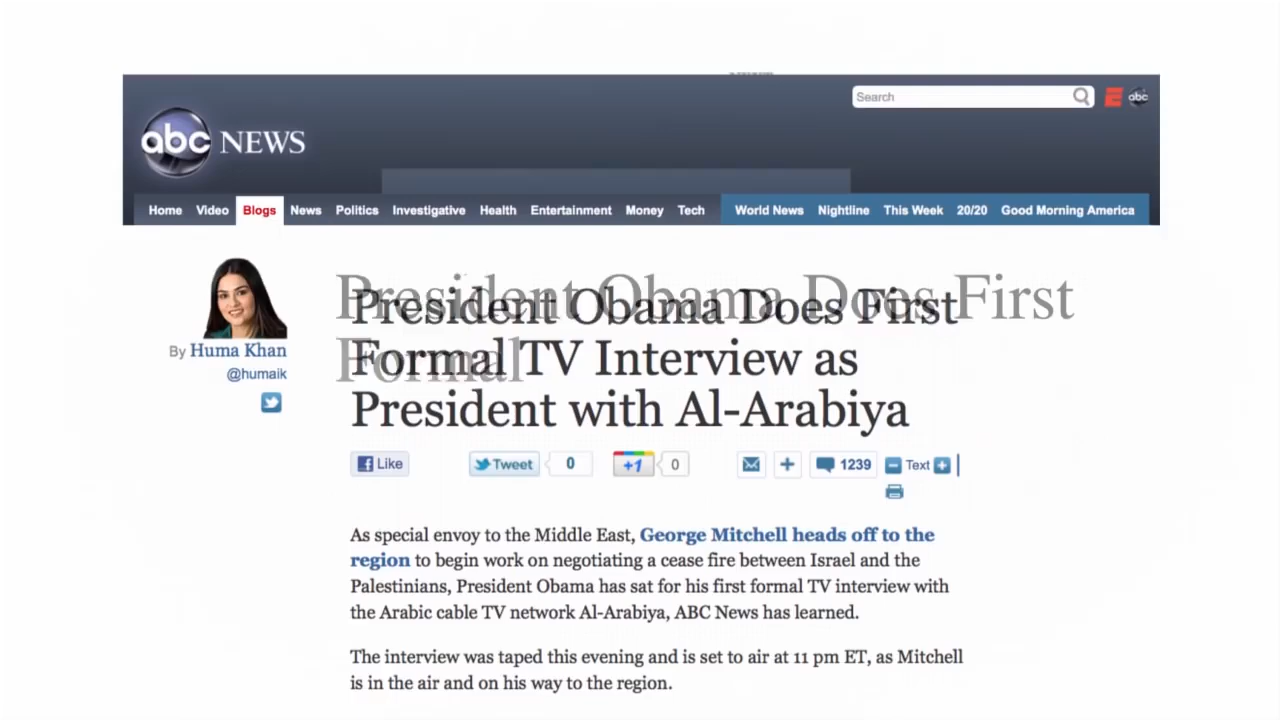 Search
abc
abc NEWS
Home Video Blogs News Politics Investigative Health Entertainment Money Tech World News Nightline This Week 20/20 Good Morning America
President Obama Does First
Formal
President Obama Does First
Formal TV Interview as
President with Al-Arabiya
By Huma Khan
@humaik
Like Tweet 0 +1 0 1239 Text
As special envoy to the Middle East, George Mitchell heads off to the
region to begin work on negotiating a cease fire between Israel and the
Palestinians, President Obama has sat for his first formal TV interview with
the Arabic cable TV network Al-Arabiya, ABC News has learned.
The interview was taped this evening and is set to air at 11 pm ET, as Mitchell
is in the air and on his way to the region.